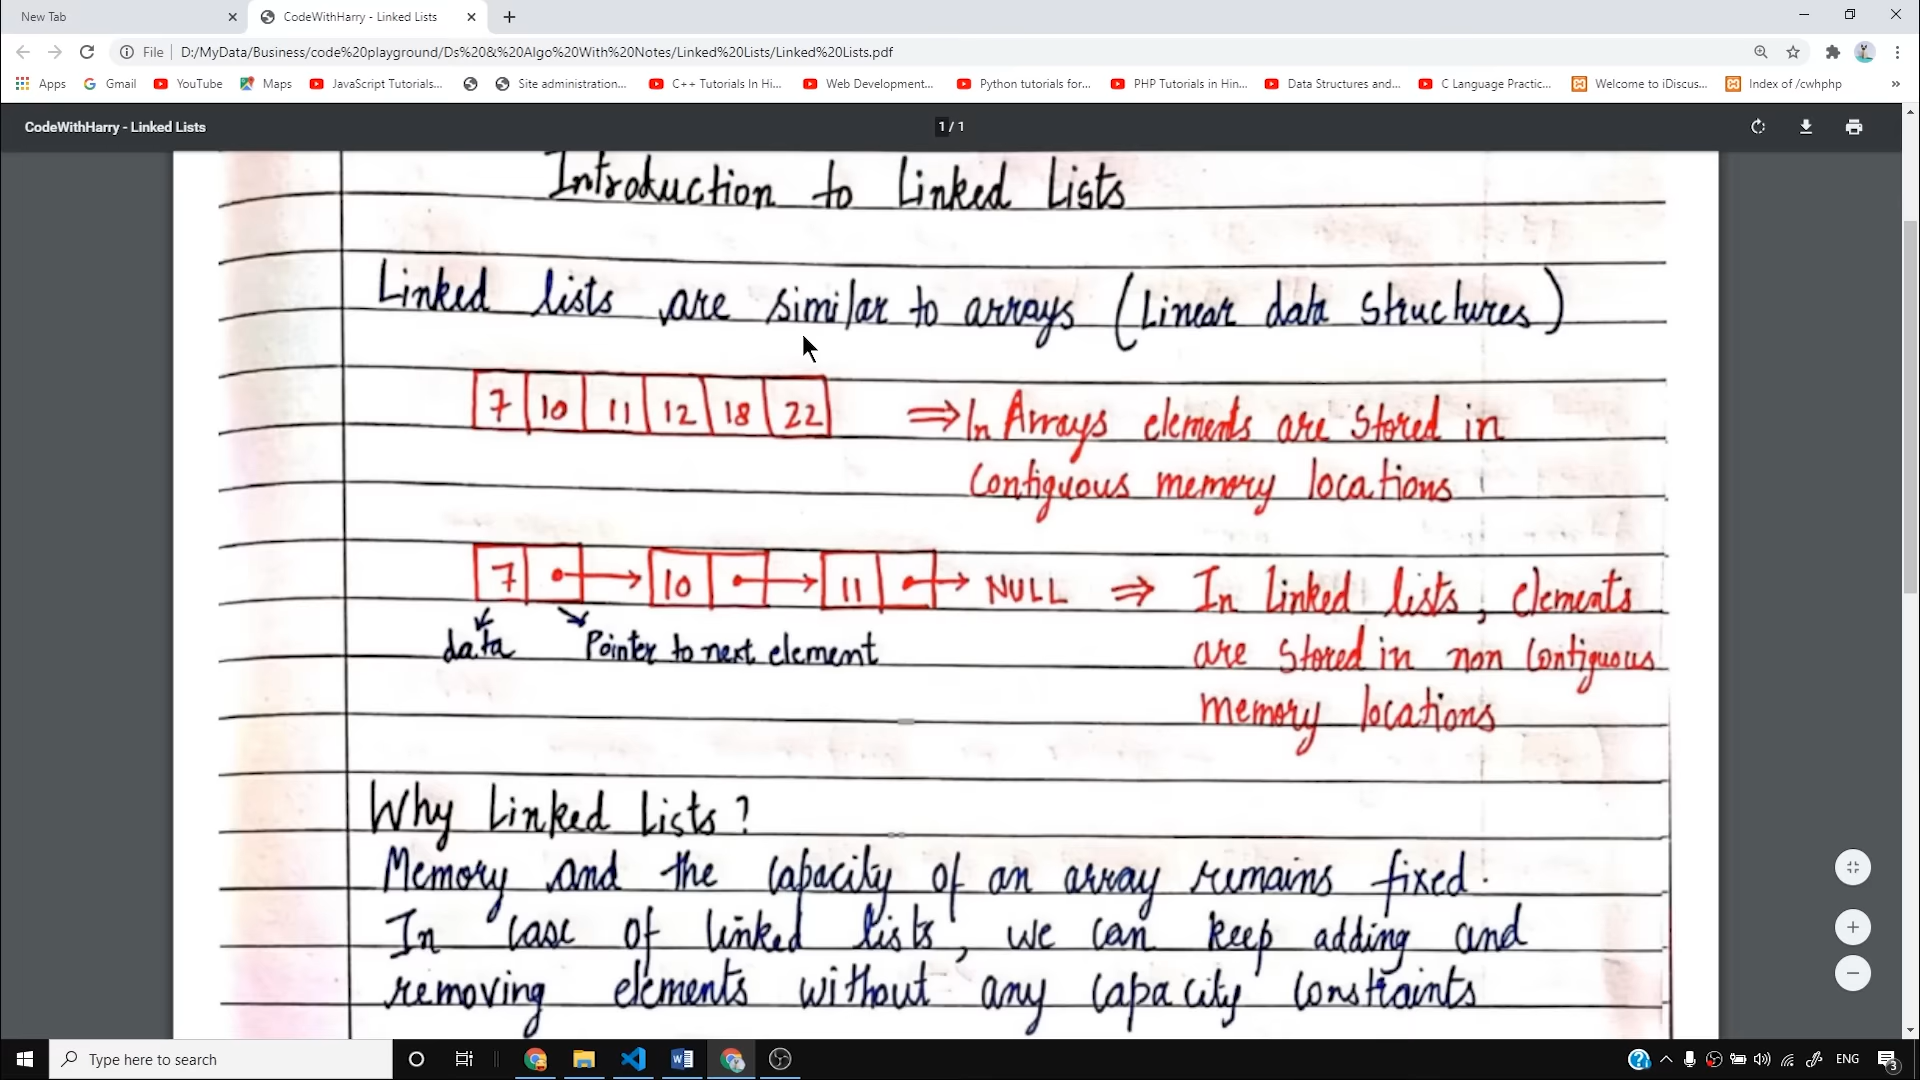 New Tab
CodeWithHarry - Linked Lists
File D:/MyData/Business/code%20playground/Ds%20&%20Algo%20With%20Notes/Linked%20Lists/Linked%20Lists.pdf
Apps Gmail YouTube Maps JavaScript Tutorials... Site administration... C++ Tutorials In Hi... Web Development... Python tutorials for... PHP Tutorials in Hin... Data Structures and... C Language Practic... Welcome to iDiscus... Index of /cwhphp »
CodeWithHarry - Linked Lists 1 / 1
Introduction to Linked Lists
Linked lists are similar to arrays (Linear data structures)
7 10 11 12 18 22 ⇒ In Arrays elements are stored in
Contiguous memory locations
7 → 10 → 11 → NULL ⇒ In linked lists, elements
data Pointer to next element are stored in non contiguous
memory locations
Why Linked Lists?
Memory and the capacity of an array remains fixed.
In case of linked lists, we can keep adding and
removing elements without any capacity constraints
Type here to search ENG 3